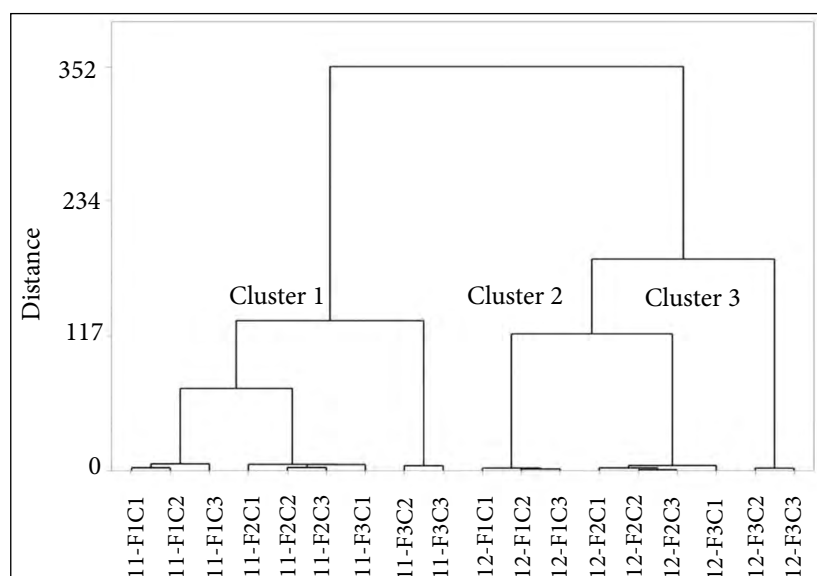 352
234
117
0
Distance
Cluster 1
Cluster 2
Cluster 3
11-F1C1
11-F1C2
11-F1C3
11-F2C1
11-F2C2
11-F2C3
11-F3C1
11-F3C2
11-F3C3
12-F1C1
12-F1C2
12-F1C3
12-F2C1
12-F2C2
12-F2C3
12-F3C1
12-F3C2
12-F3C3